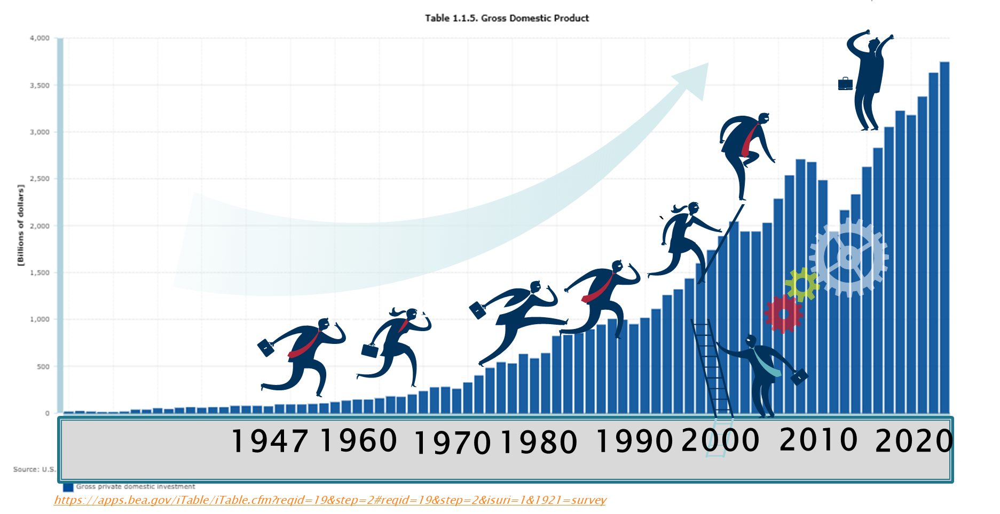 Table 1.1.5. Gross Domestic Product
[Billions of dollars]
4,000
3,500
3,000
2,500
2,000
1,500
1,000
500
0
1947 1960 1970 1980 1990 2000 2010 2020
Source: U.S.
Gross private domestic investment
https://apps.bea.gov/iTable/iTable.cfm?reqid=19&step=2#reqid=19&step=2&isuri=1&1921=survey